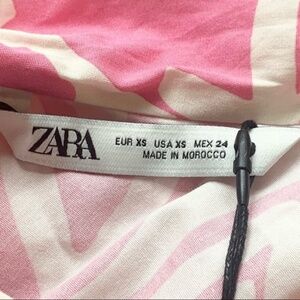 ZARA
EUR XS USA XS MEX 24
MADE IN MOROCCO